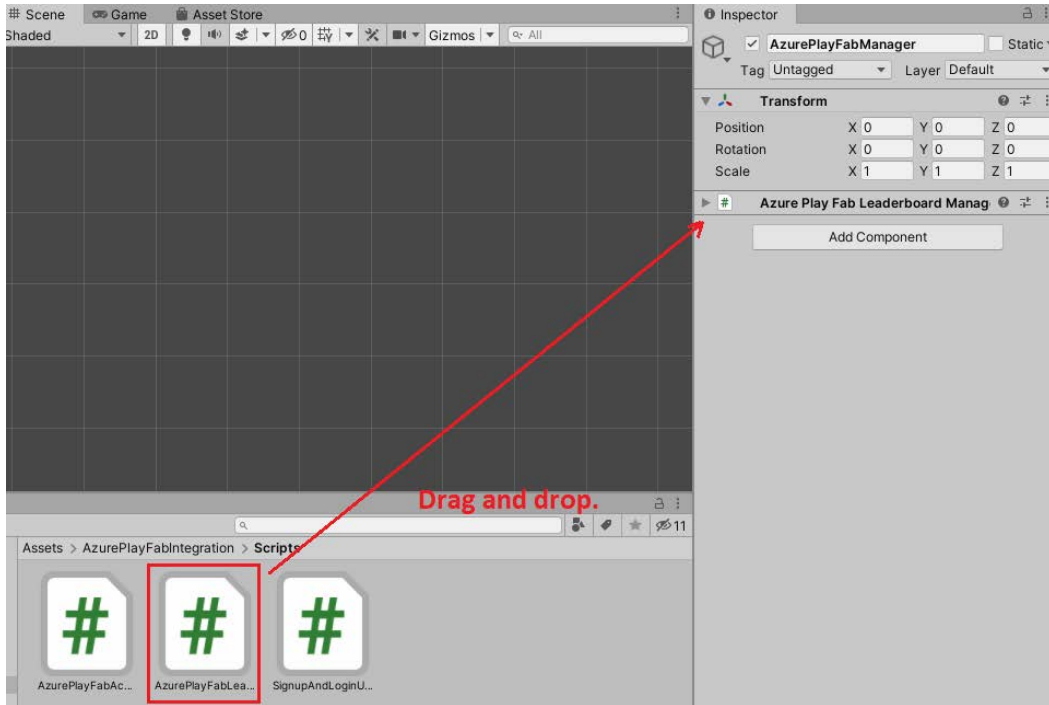 Scene Game Asset Store
Shaded 2D 0 Gizmos All
Inspector
AzurePlayFabManager Static
Tag Untagged Layer Default
Transform
Position X 0 Y 0 Z 0
Rotation X 0 Y 0 Z 0
Scale X 1 Y 1 Z 1
# Azure Play Fab Leaderboard Manag
Add Component
Drag and drop.
11
Assets > AzurePlayFabIntegration > Scripts
# # #
AzurePlayFabAc... AzurePlayFabLea... SignupAndLoginU...